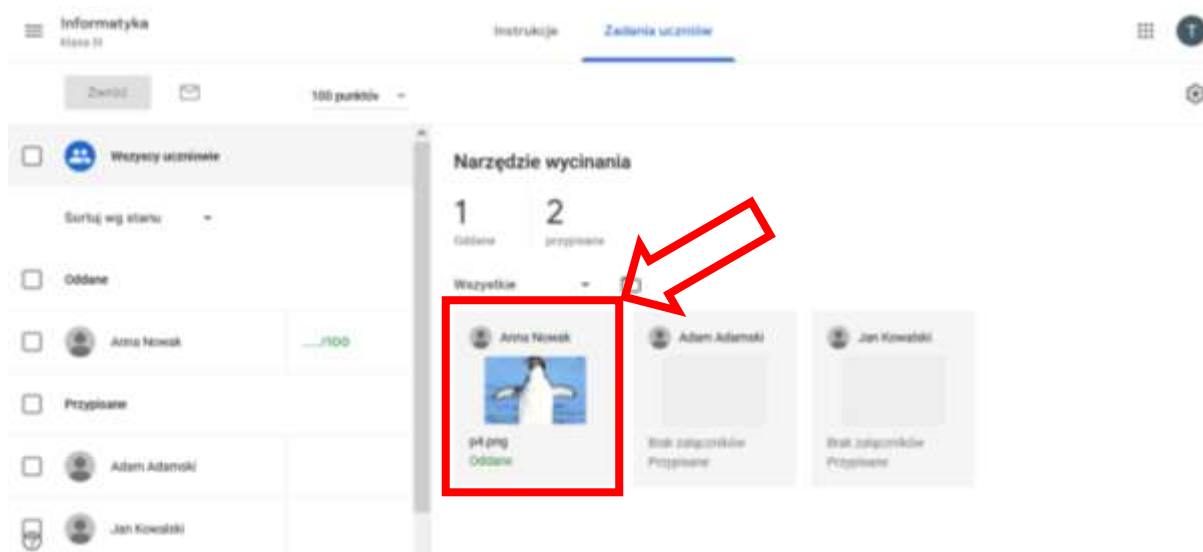 Informatyka
Klasa III
Instrukcje
Zadania uczniów
T
Zwróć
100 punktów
Wszyscy uczniowie
Sortuj wg stanu
Oddane
Anna Nowak
__/100
Przypisane
Adam Adamski
Jan Kowalski
Narzędzie wycinania
1
Oddane
2
przypisane
Wszystkie
Anna Nowak
p4.png
Oddane
Adam Adamski
Brak załączników
Przypisane
Jan Kowalski
Brak załączników
Przypisane